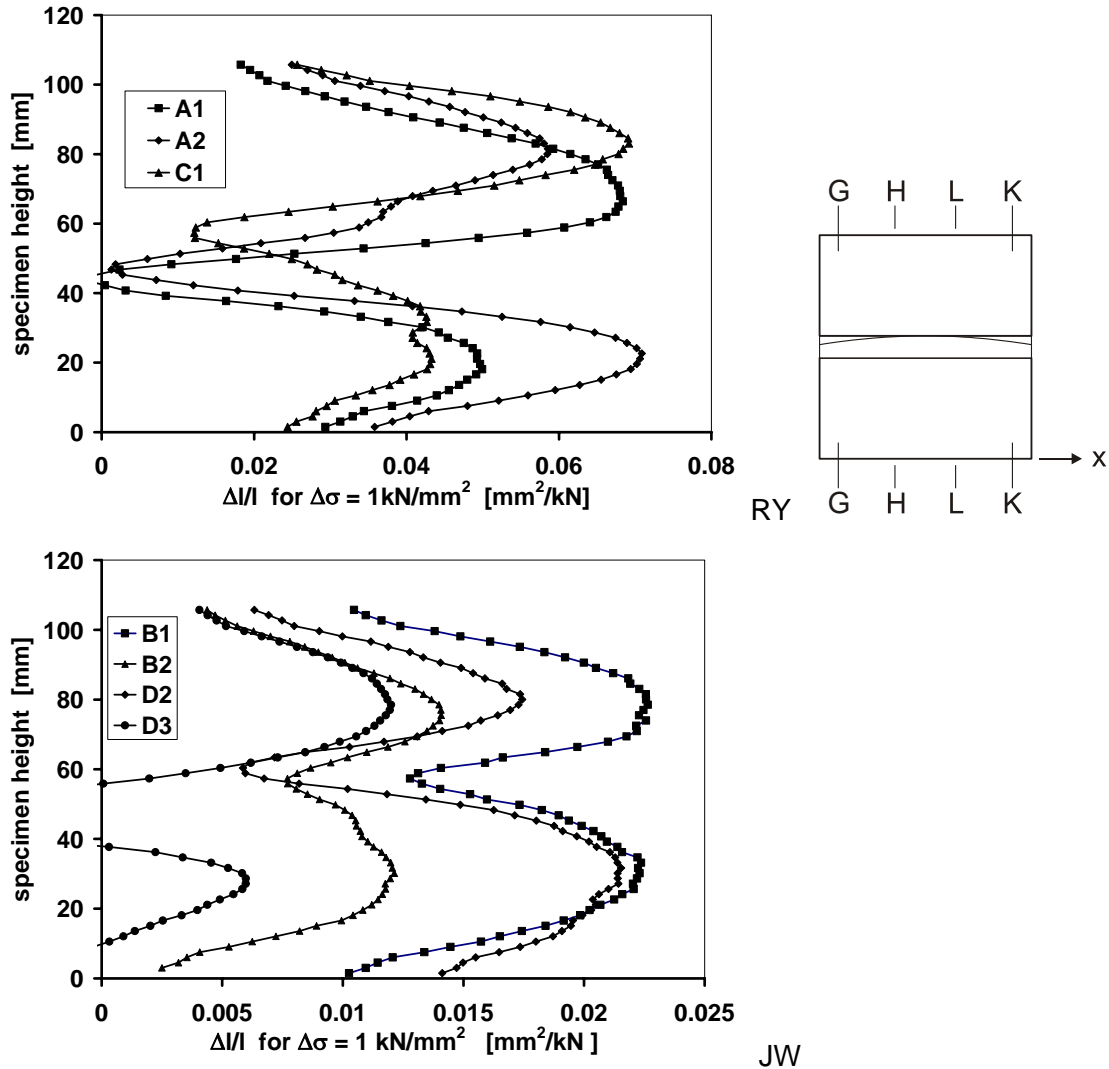 120
100
80
60
40
20
0
specimen height [mm]
A1
A2
C1
0 0.02 0.04 0.06 0.08
Δl/l for Δσ = 1kN/mm² [mm²/kN]
RY
G H L K
G H L K
x
120
100
80
60
40
20
0
specimen height [mm]
B1
B2
D2
D3
0 0.005 0.01 0.015 0.02 0.025
Δl/l for Δσ = 1 kN/mm² [mm²/kN ]
JW